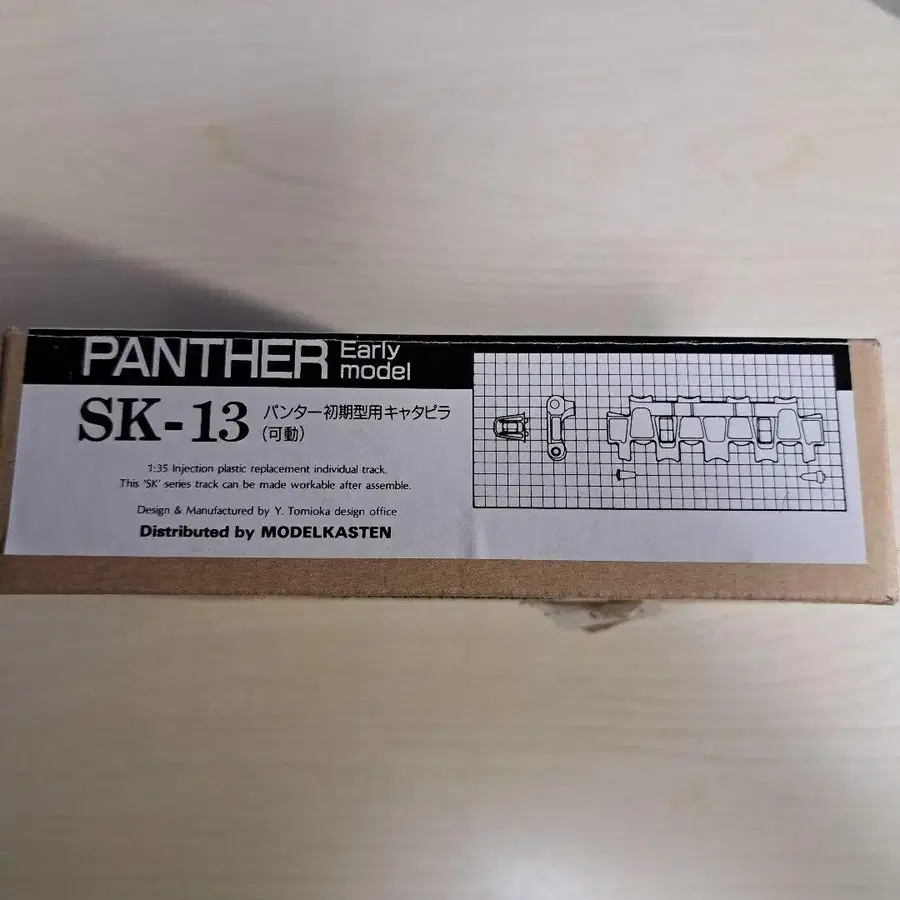 PANTHER Early model
SK-13 パンター初期型用キャタピラ
(可動)
1:35 Injection plastic replacement individual track.
This 'SK' series track can be made workable after assemble.
Design & Manufactured by Y. Tomioka design office
Distributed by MODELKASTEN